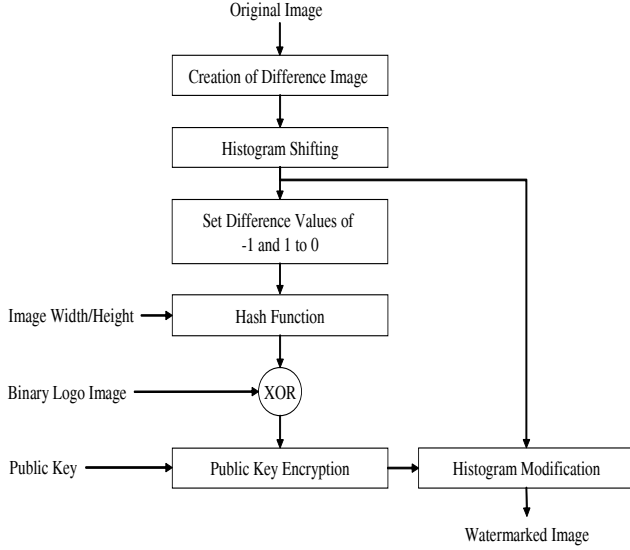 Original Image
Creation of Difference Image
Histogram Shifting
Set Difference Values of
-1 and 1 to 0
Image Width/Height
Hash Function
Binary Logo Image
XOR
Public Key
Public Key Encryption
Histogram Modification
Watermarked Image